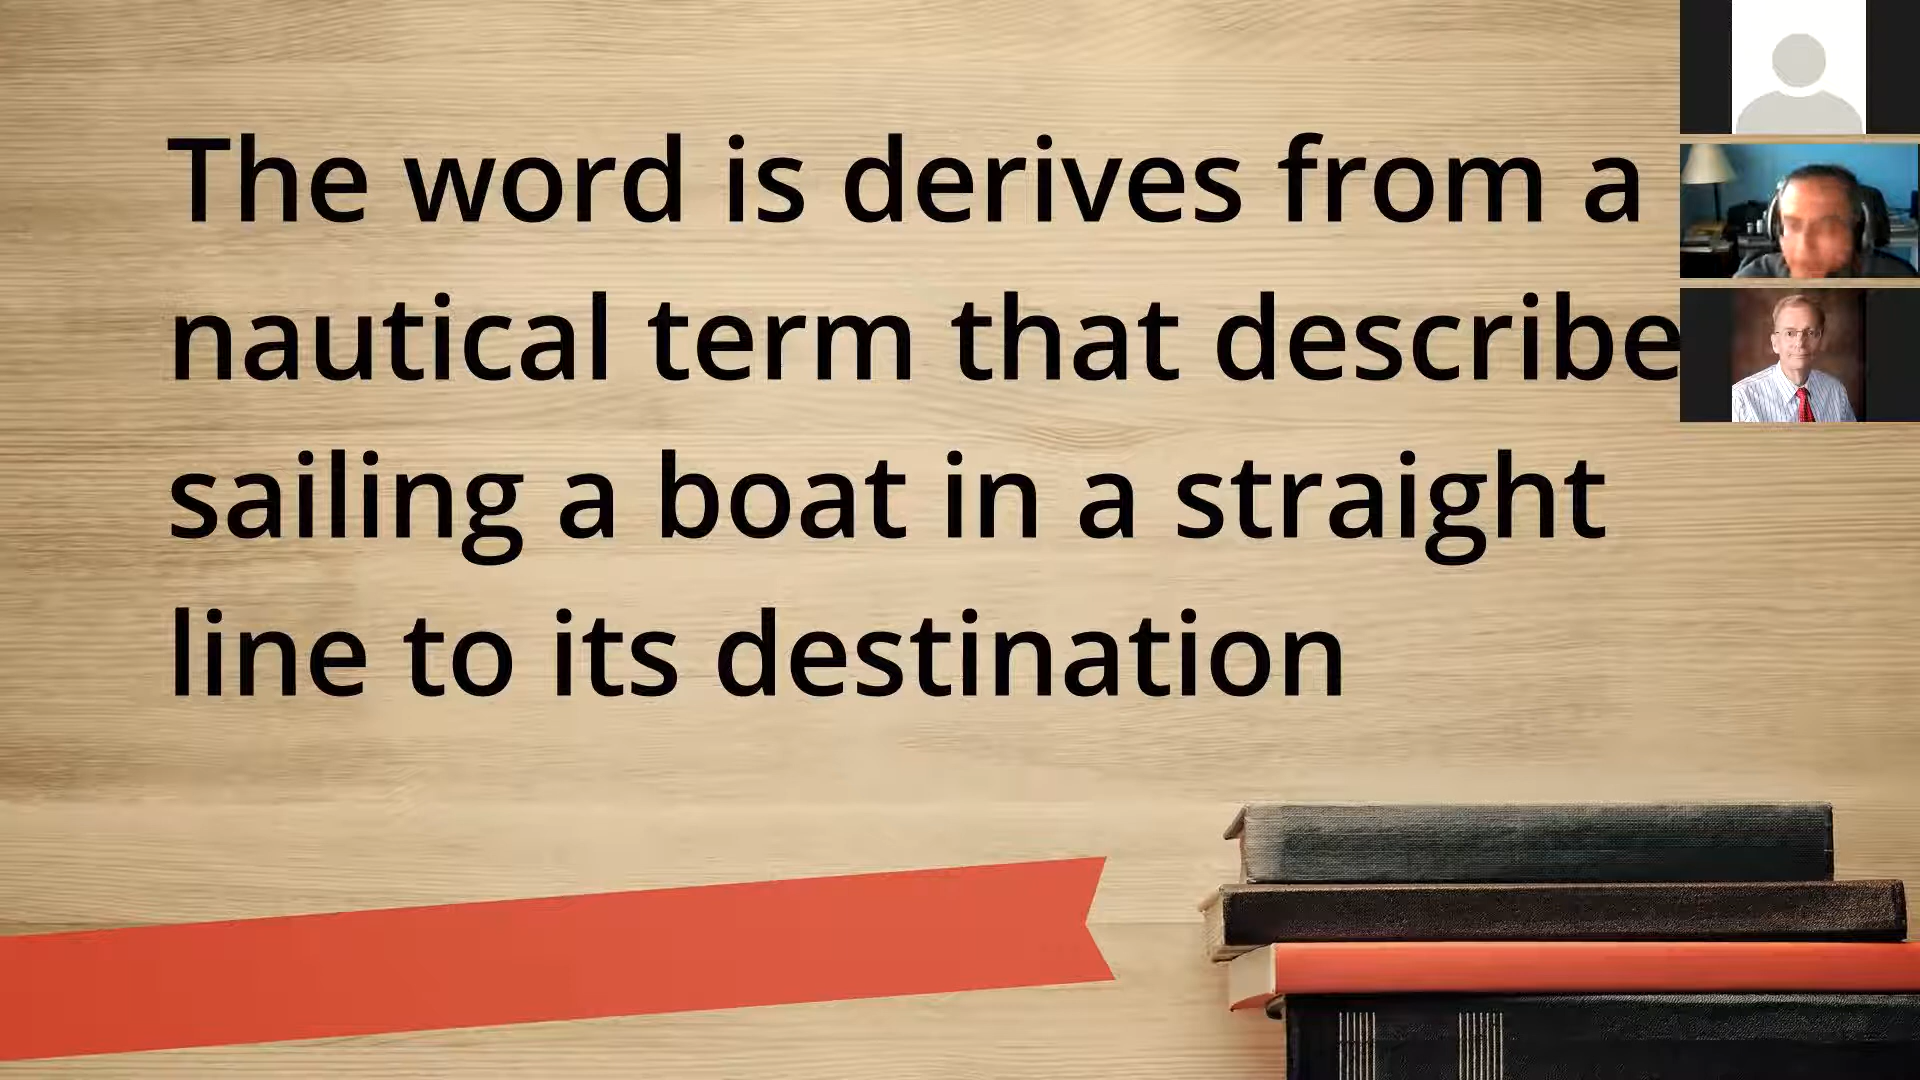 The word is derives from a
nautical term that describe
sailing a boat in a straight
line to its destination